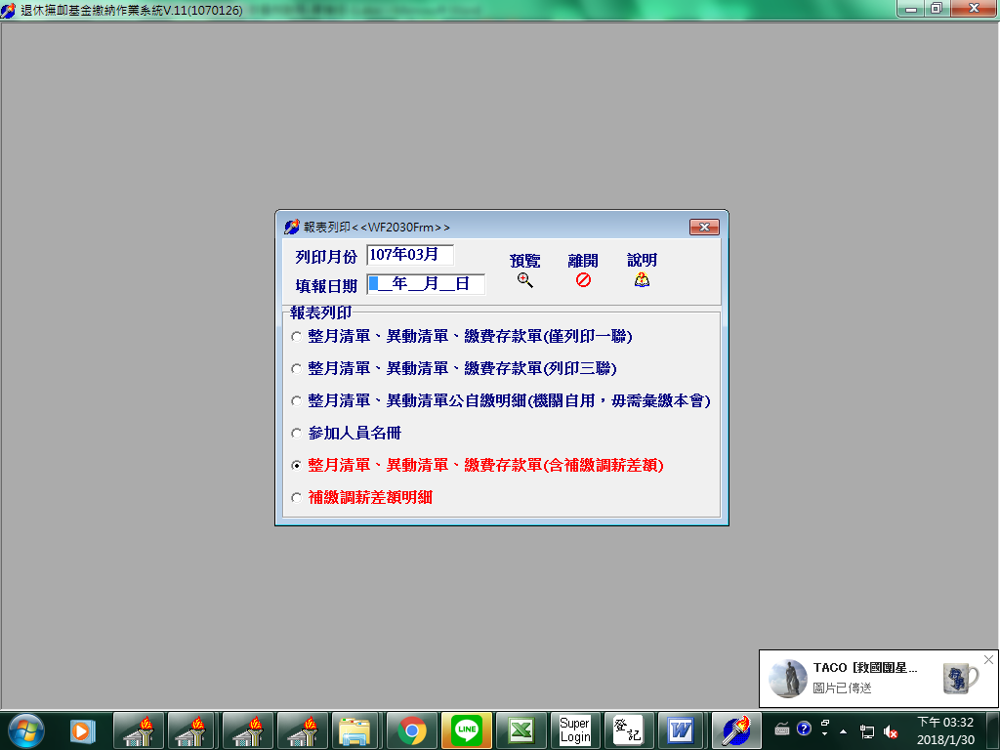 退休撫卹基金繳納作業系統V.11(1070126)
報表列印<<WF2030Frm>>
列印月份 107年03月
填報日期 __年__月__日
預覽 離開 說明
報表列印
整月清單、異動清單、繳費存款單(僅列印一聯)
整月清單、異動清單、繳費存款單(列印三聯)
整月清單、異動清單公自繳明細(機關自用，毋需彙繳本會)
參加人員名冊
整月清單、異動清單、繳費存款單(含補繳調薪差額)
補繳調薪差額明細
TACO [救國團星...
圖片已傳送
LINE
Super
Login
登記
下午 03:32
2018/1/30